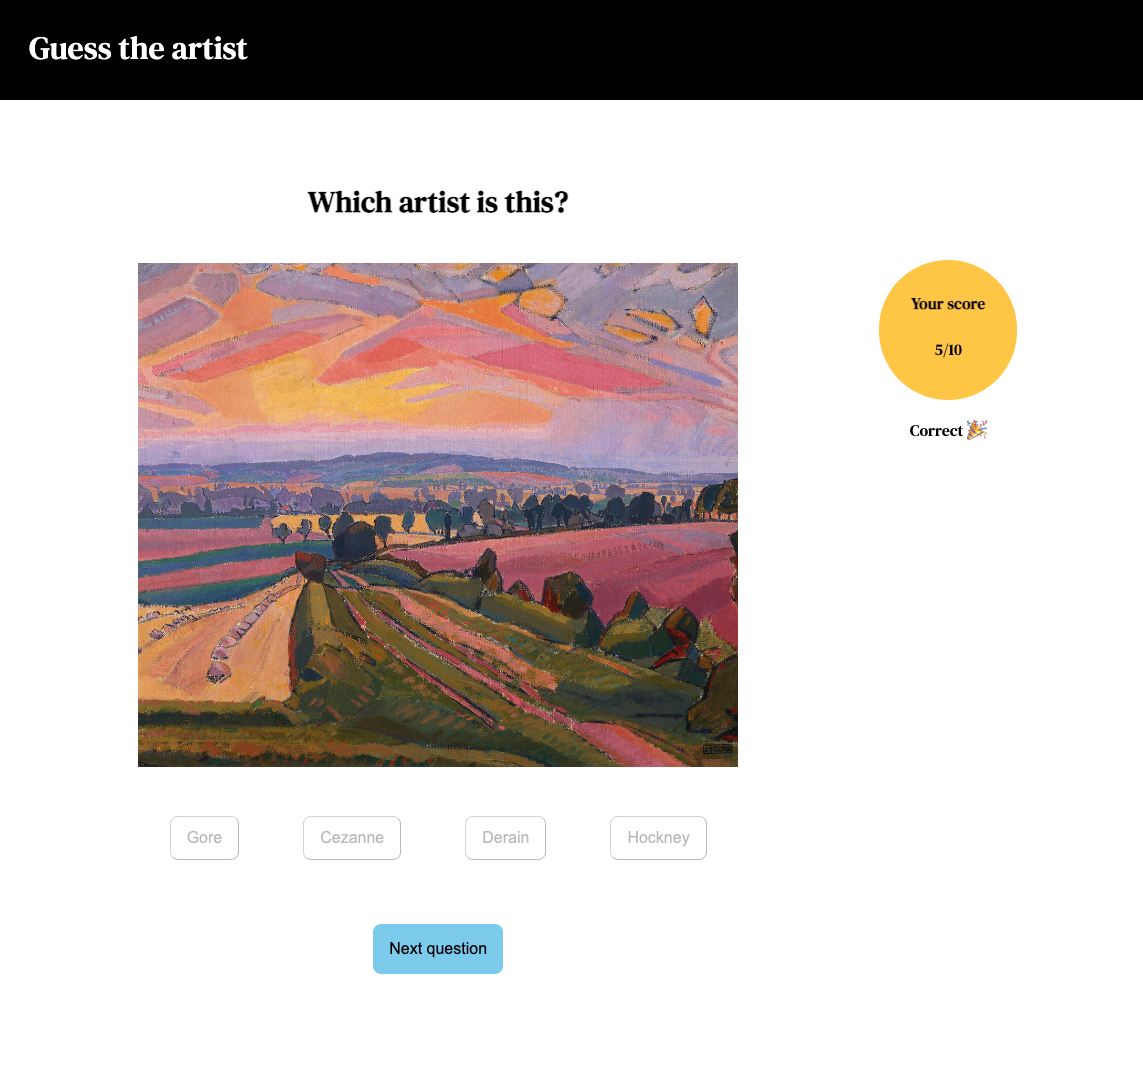 Guess the artist
Which artist is this?
Your score
5/10
Correct 🎉
Gore
Cezanne
Derain
Hockney
Next question